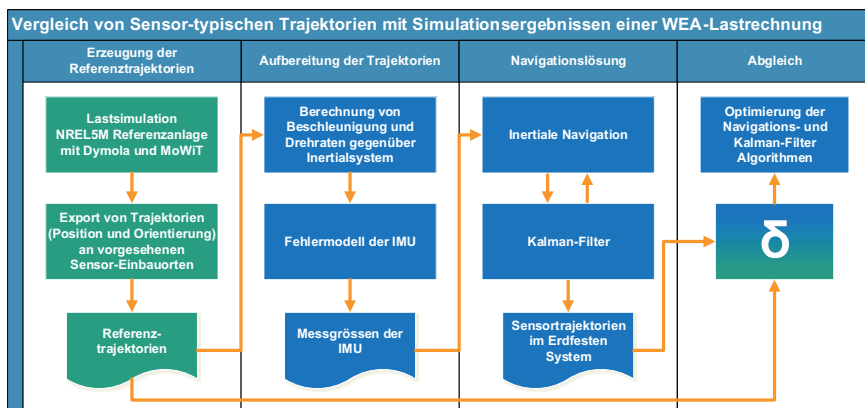 Vergleich von Sensor-typischen Trajektorien mit Simulationsergebnissen einer WEA-Lastrechnung
Erzeugung der
Referenztrajektorien
Aufbereitung der Trajektorien
Navigationslösung
Abgleich
Lastsimulation
NREL5M Referenzanlage
mit Dymola und MoWiT
Export von Trajektorien
(Position und Orientierung)
an vorgesehenen
Sensor-Einbauorten
Referenz-
trajektorien
Berechnung von
Beschleunigung und
Drehraten gegenüber
Inertialsystem
Fehlermodell der IMU
Messgrössen der
IMU
Inertiale Navigation
Kalman-Filter
Sensortrajektorien
im Erdfesten
System
Optimierung der
Navigations- und
Kalman-Filter
Algorithmen
δ